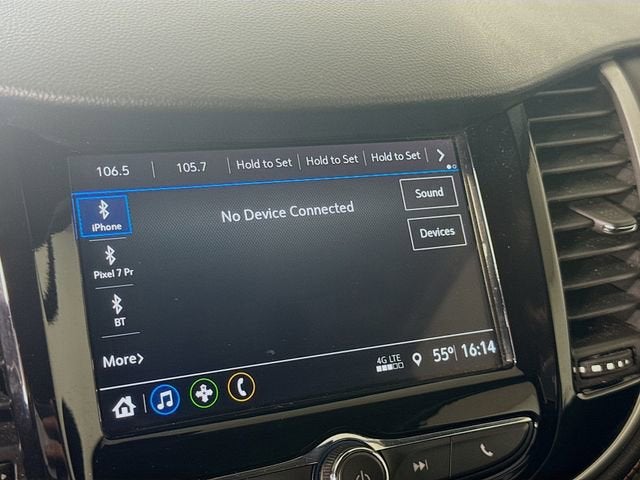 106.5 105.7 Hold to Set Hold to Set Hold to Set
iPhone
No Device Connected
Sound
Devices
Pixel 7 Pr
BT
More
4G LTE 55° 16:14